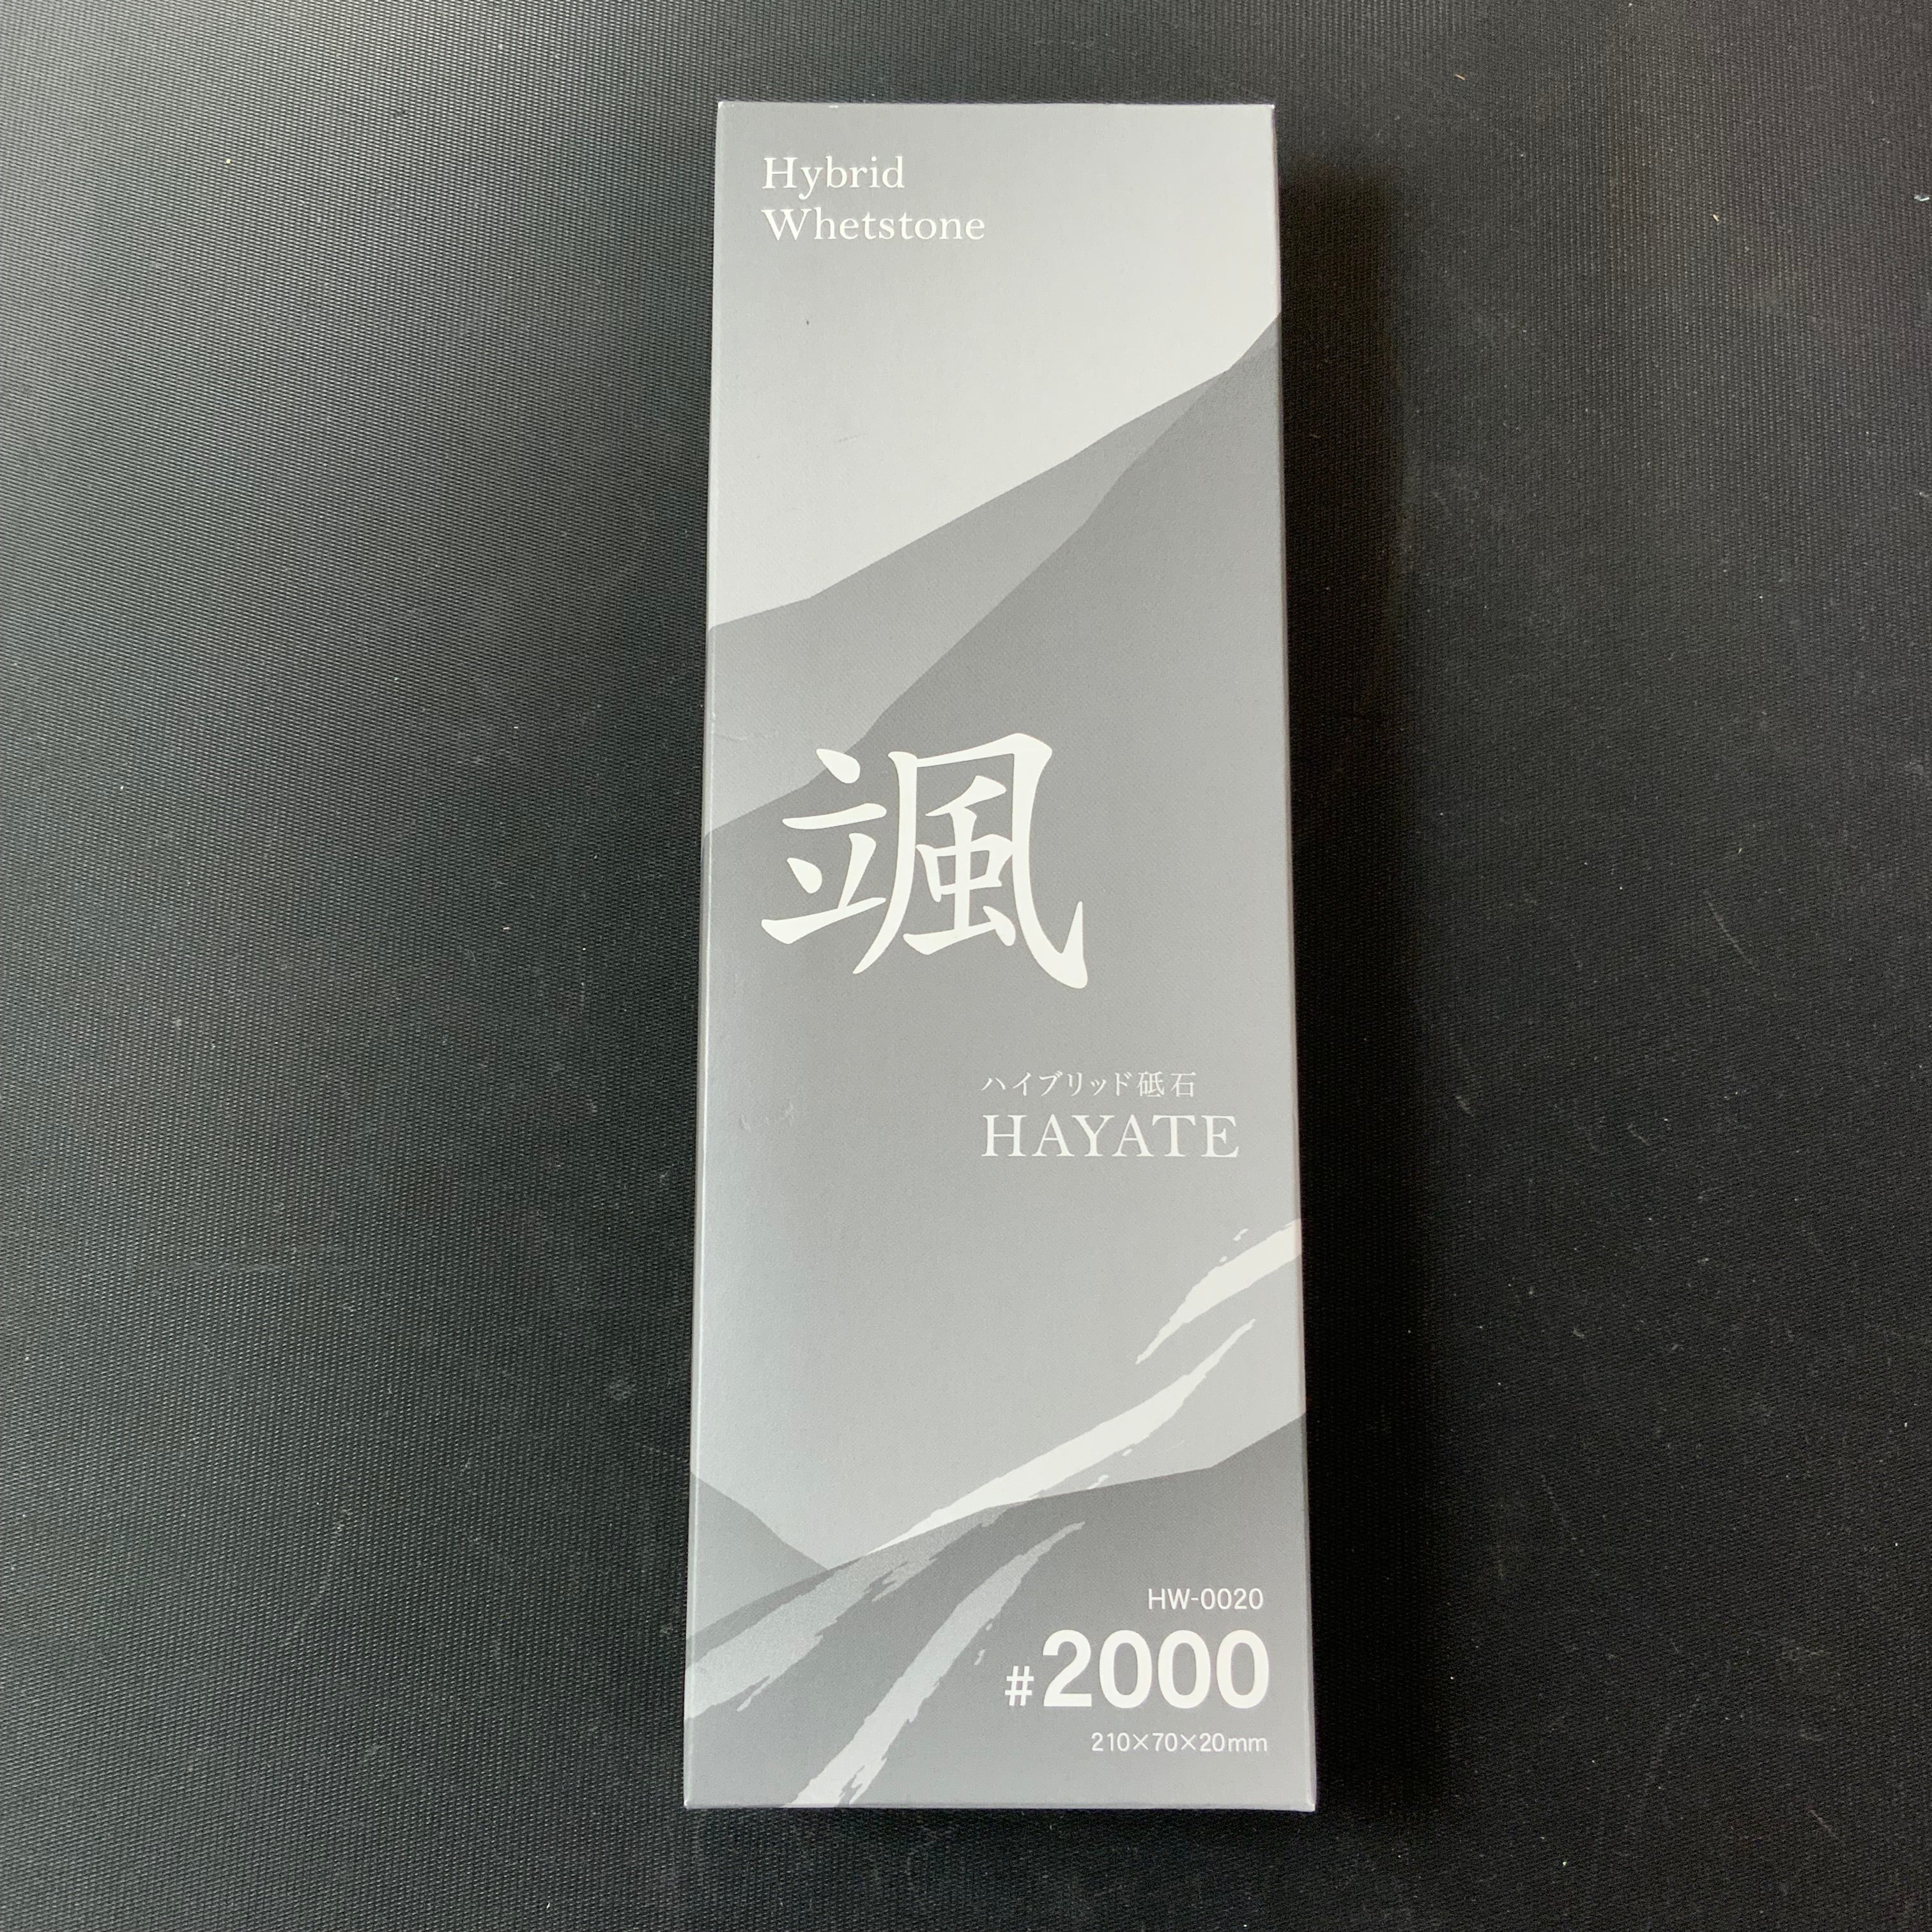 Hybrid
Whetstone
颯
ハイブリッド砥石
HAYATE
HW-0020
#2000
210×70×20mm